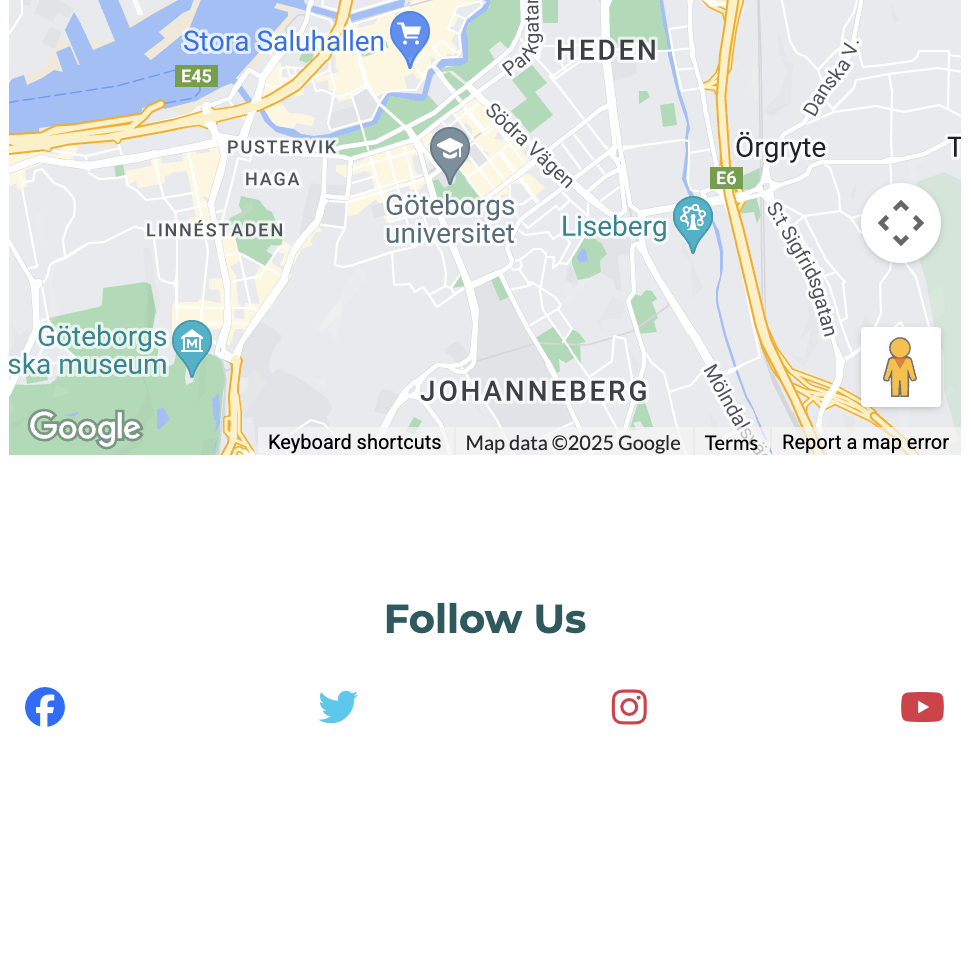 Stora Saluhallen
Parkgatan
HEDEN
Danska V.
E45
Södra Vägen
PUSTERVIK
Örgryte
T
HAGA
E6
Göteborgs
universitet
Liseberg
S:t Sigfridsgatan
LINNÉSTADEN
Göteborgs
ska museum
JOHANNEBERG
Google
Keyboard shortcuts
Map data ©2025 Google
Terms
Report a map error
Follow Us